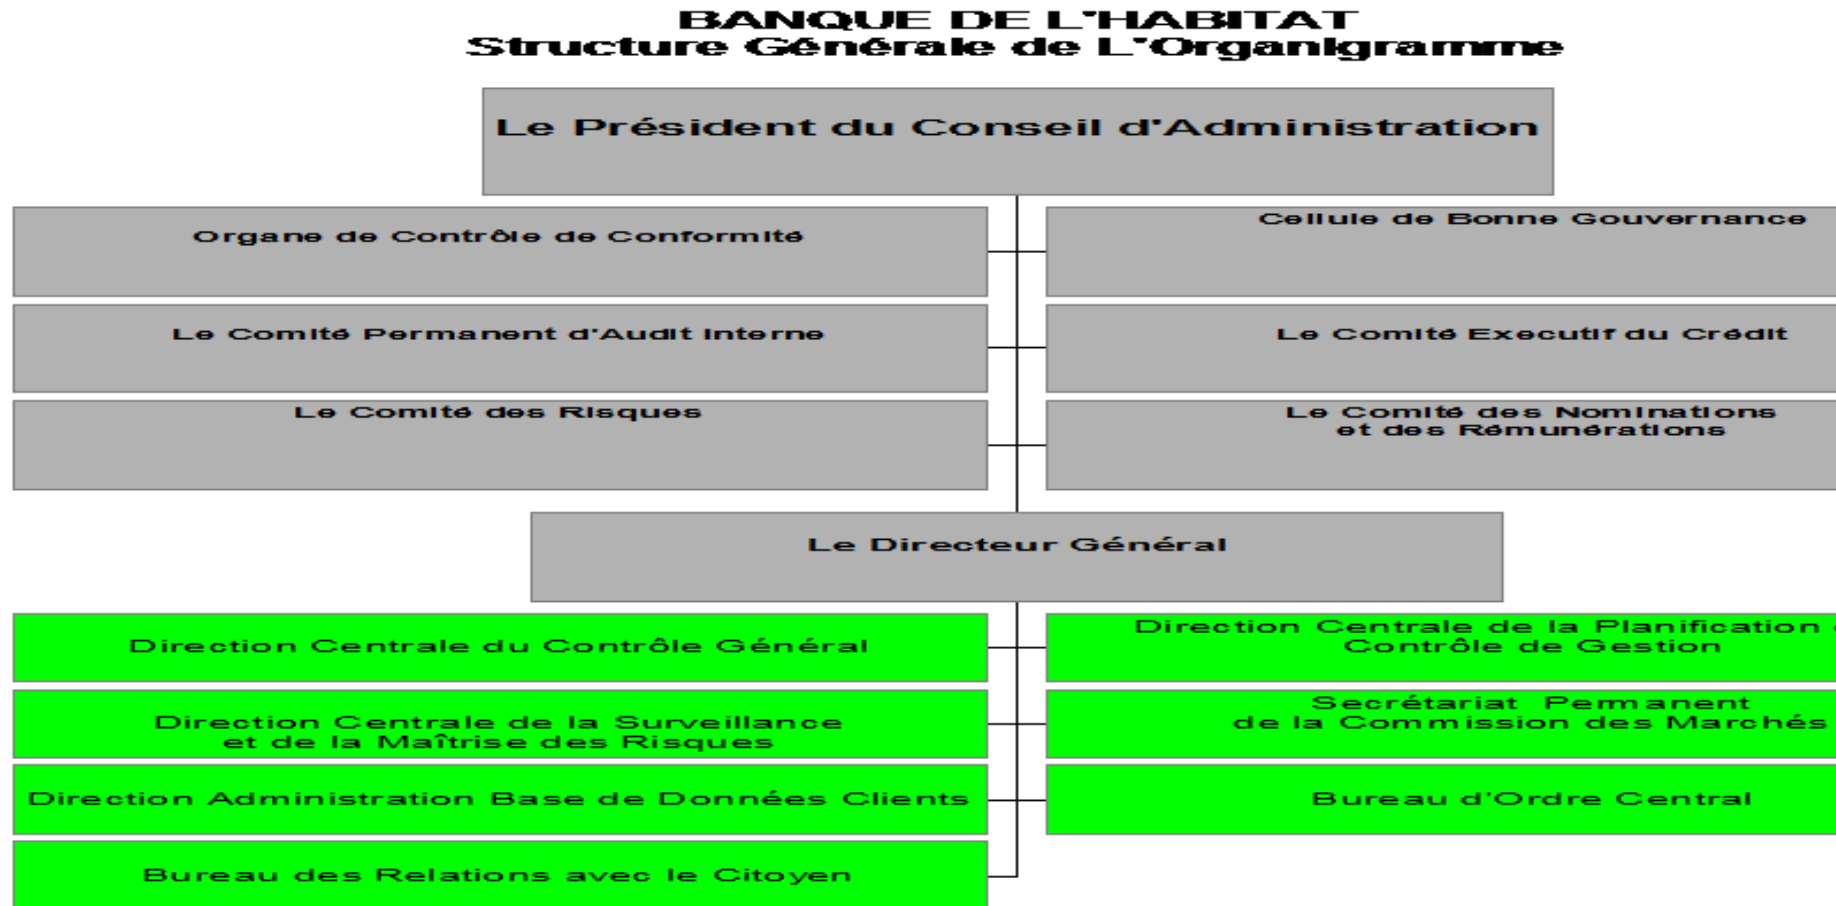 BANQUE DE L'HABITAT
Structure Générale de L'Organigramme
Le Président du Conseil d'Administration
Organe de Contrôle de Conformité
Cellule de Bonne Gouvernance
Le Comité Permanent d'Audit Interne
Le Comité Executif du Crédit
Le Comité des Risques
Le Comité des Nominations
et des Rémunérations
Le Directeur Général
Direction Centrale du Contrôle Général
Direction Centrale de la Planification
Contrôle de Gestion
Direction Centrale de la Surveillance
et de la Maîtrise des Risques
Secrétariat Permanent
de la Commission des Marchés
Direction Administration Base de Données Clients
Bureau d'Ordre Central
Bureau des Relations avec le Citoyen